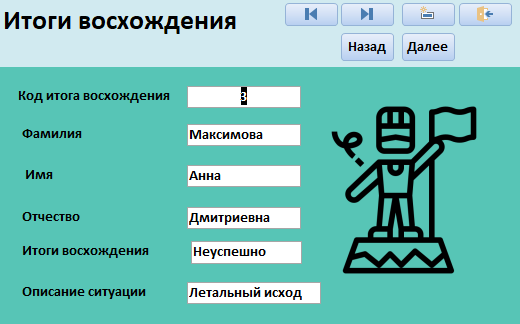 Итоги восхождения
Назад Далее
Код итога восхождения 3
Фамилия Максимова
Имя Анна
Отчество Дмитриевна
Итоги восхождения Неуспешно
Описание ситуации Летальный исход